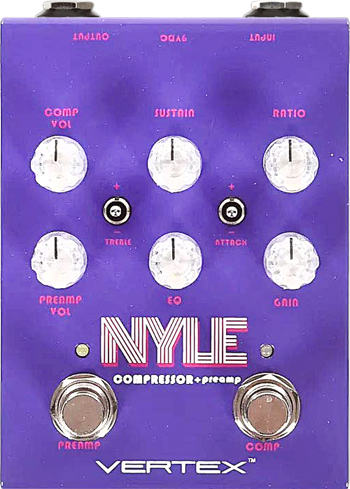 OUTPUT 9VDC INPUT
COMP VOL
SUSTAIN
RATIO
+ +
- -
TREBLE ATTACK
PREAMP VOL
EQ
GAIN
NYLE
COMPRESSOR+preamp
PREAMP COMP
VERTEX™